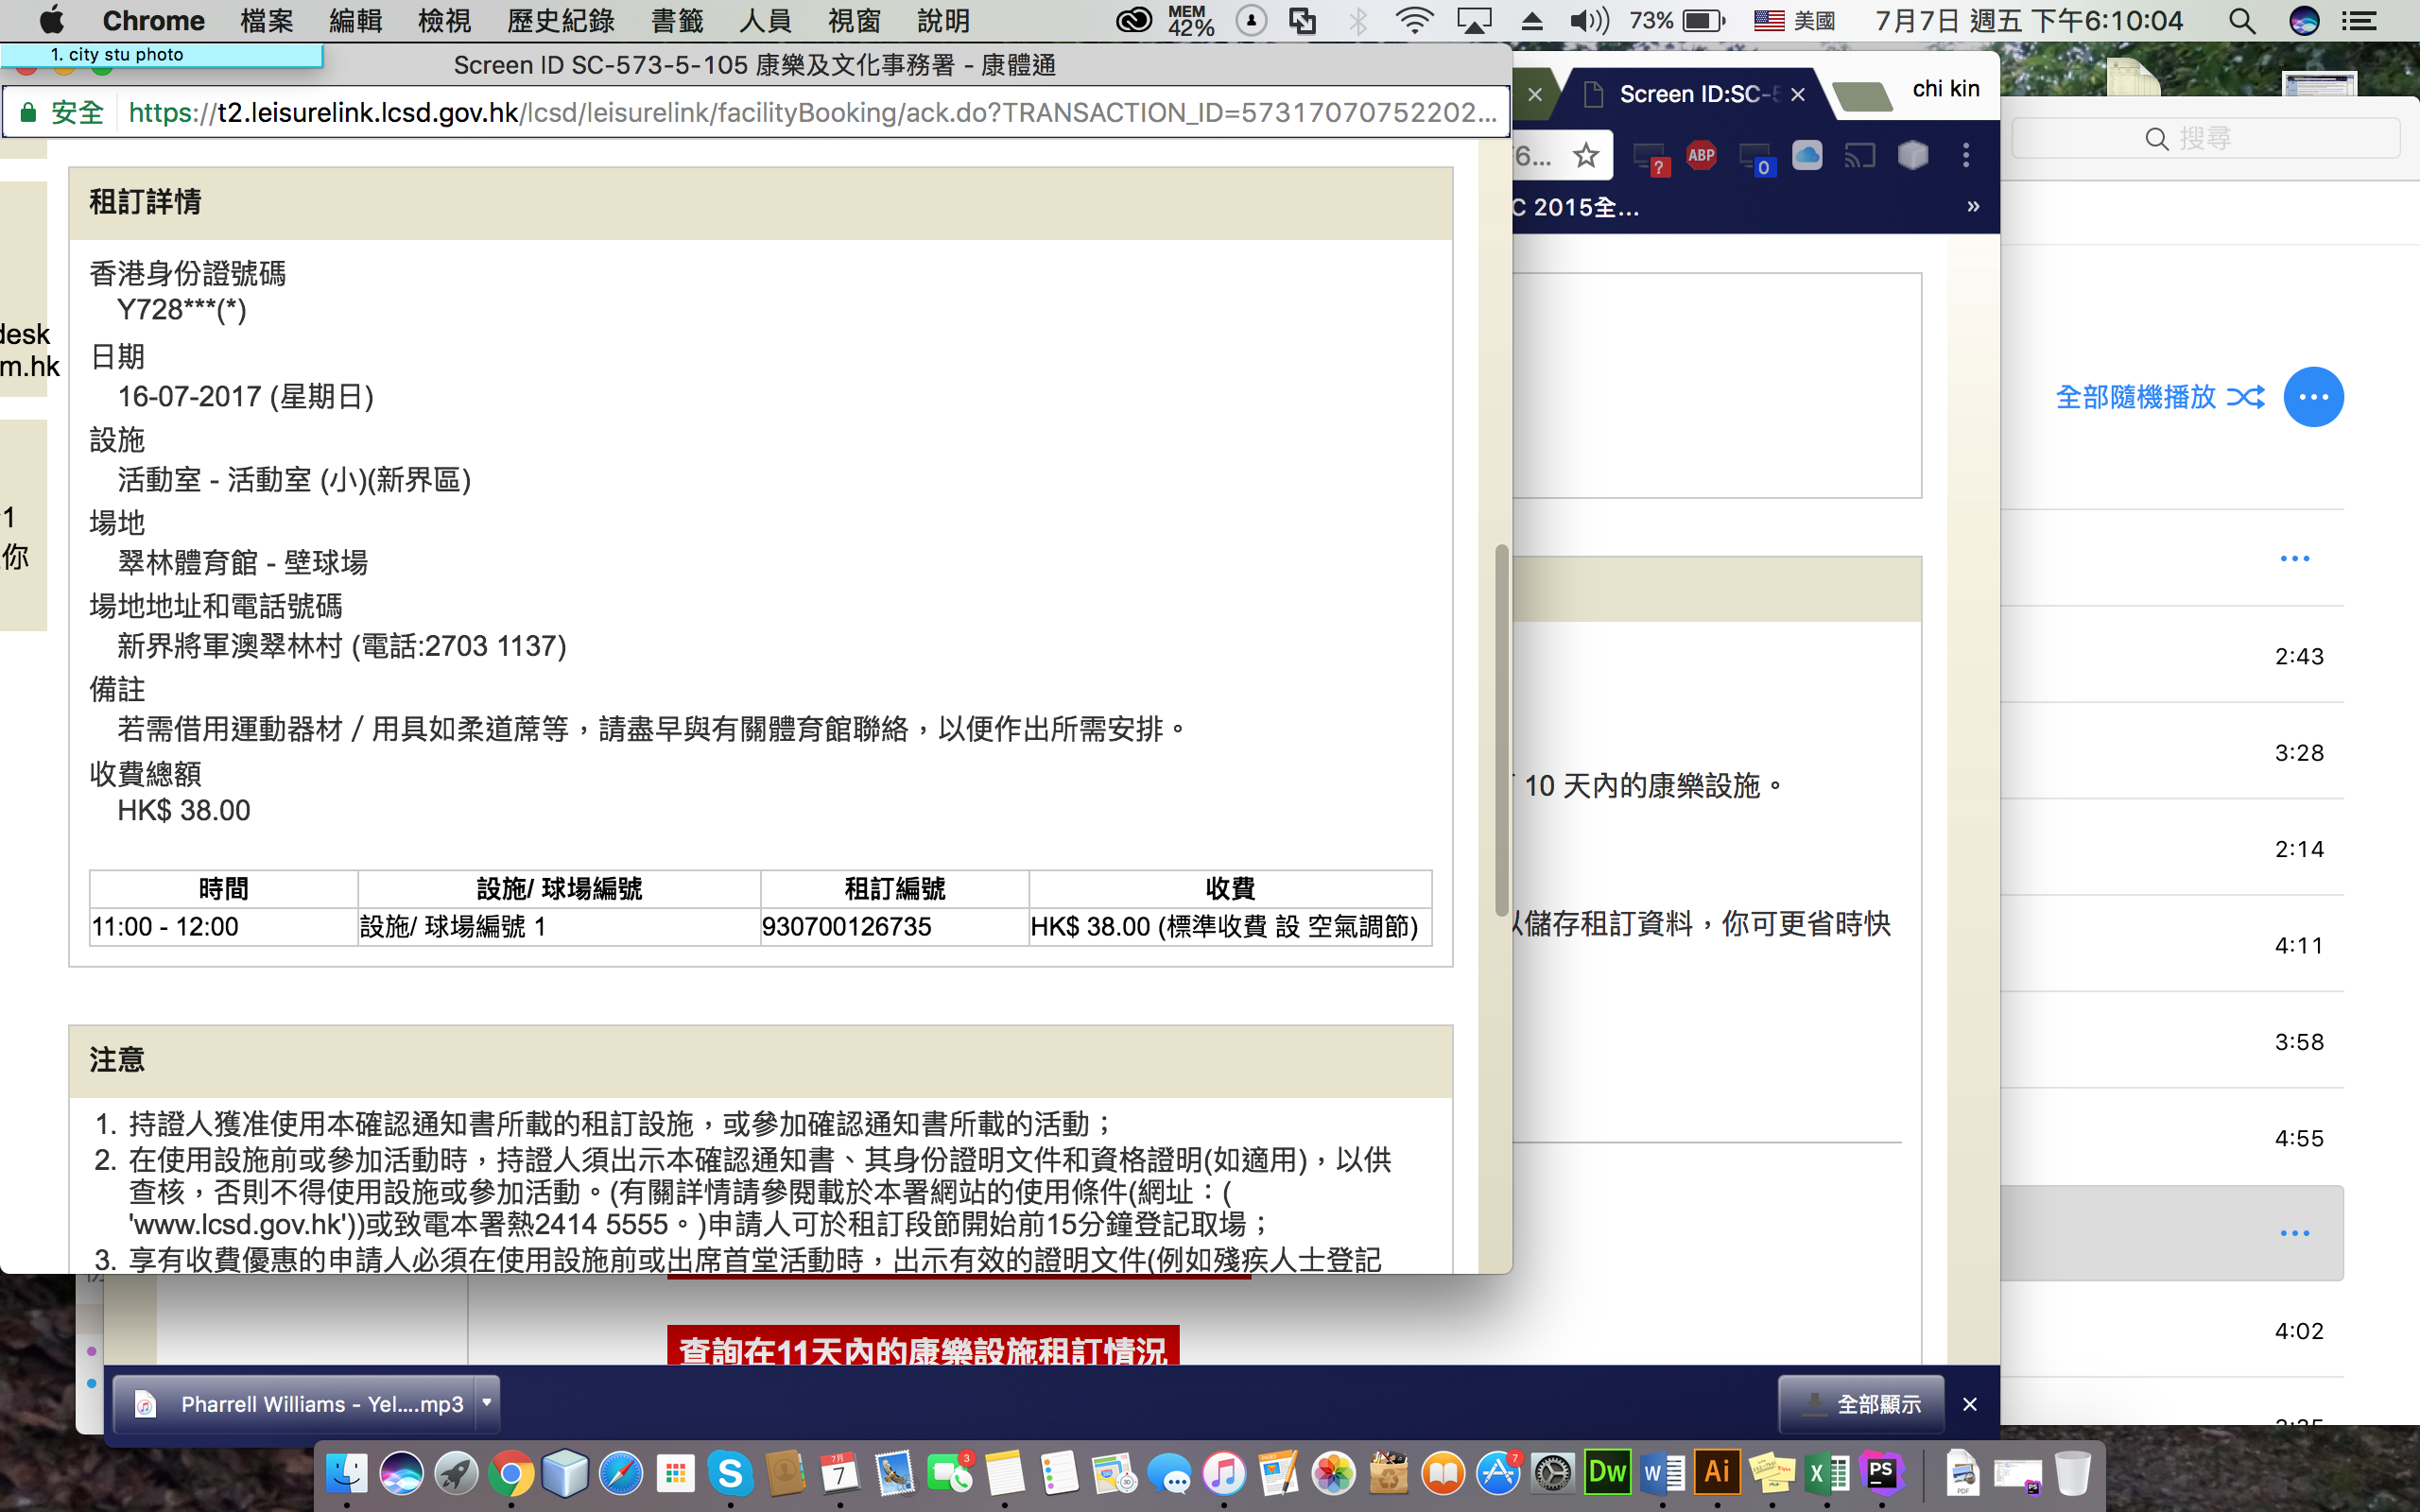 Chrome 檔案 編輯 檢視 歷史紀錄 書籤 人員 視窗 說明 MEM 42% 73% 美國 7月7日 週五 下午6:10:04
1. city stu photo
Screen ID SC-573-5-105 康樂及文化事務署 - 康體通
安全 https://t2.leisurelink.lcsd.gov.hk/lcsd/leisurelink/facilityBooking/ack.do?TRANSACTION_ID=57317070752202...
租訂詳情
香港身份證號碼
Y728***(*)
日期
16-07-2017 (星期日)
設施
活動室 - 活動室 (小)(新界區)
場地
翠林體育館 - 壁球場
場地地址和電話號碼
新界將軍澳翠林村 (電話:2703 1137)
備註
若需借用運動器材 / 用具如柔道蓆等，請盡早與有關體育館聯絡，以便作出所需安排。
收費總額
HK$ 38.00
時間 設施/ 球場編號 租訂編號 收費
11:00 - 12:00 設施/ 球場編號 1 930700126735 HK$ 38.00 (標準收費 設 空氣調節)
注意
1. 持證人獲准使用本確認通知書所載的租訂設施，或參加確認通知書所載的活動；
2. 在使用設施前或參加活動時，持證人須出示本確認通知書、其身份證明文件和資格證明(如適用)，以供
查核，否則不得使用設施或參加活動。(有關詳情請參閱載於本署網站的使用條件(網址：(
'www.lcsd.gov.hk'))或致電本署熱2414 5555。)申請人可於租訂段節開始前15分鐘登記取場；
3. 享有收費優惠的申請人必須在使用設施前或出席首堂活動時，出示有效的證明文件(例如殘疾人士登記
desk
m.hk
1
你
Screen ID:SC-5
chi kin
6...
ABP
?
0
C 2015全...
»
10 天內的康樂設施。
以儲存租訂資料，你可更省時快
查詢在11天內的康樂設施租訂情況
搜尋
全部隨機播放
2:43
3:28
2:14
4:11
3:58
4:55
4:02
Pharrell Williams - Yel....mp3
全部顯示
S
7月
7
3
7
Dw
W
Ai
X
PS
PDF
PS